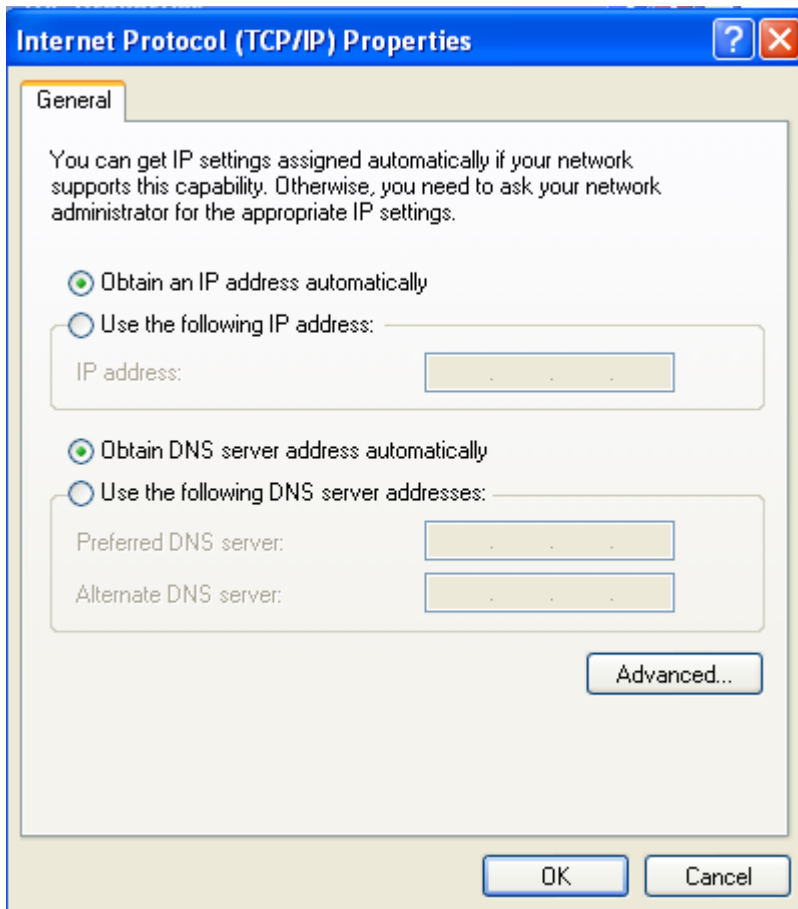 Internet Protocol (TCP/IP) Properties
General
You can get IP settings assigned automatically if your network
supports this capability. Otherwise, you need to ask your network
administrator for the appropriate IP settings.
Obtain an IP address automatically
Use the following IP address:
IP address:
. . .
Obtain DNS server address automatically
Use the following DNS server addresses:
Preferred DNS server:
. . .
Alternate DNS server:
. . .
Advanced...
OK
Cancel